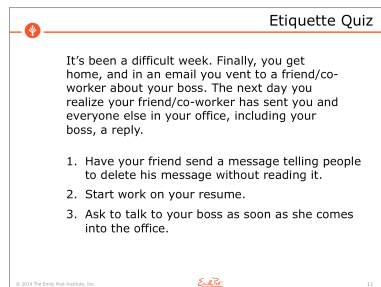 Etiquette Quiz
It's been a difficult week. Finally, you get
home, and in an email you vent to a friend/co-
worker about your boss. The next day you
realize your friend/co-worker has sent you and
everyone else in your office, including your
boss, a reply.
1. Have your friend send a message telling people
to delete his message without reading it.
2. Start work on your resume.
3. Ask to talk to your boss as soon as she comes
into the office.
© 2014 The Emily Post Institute, Inc.
Emily Post
11